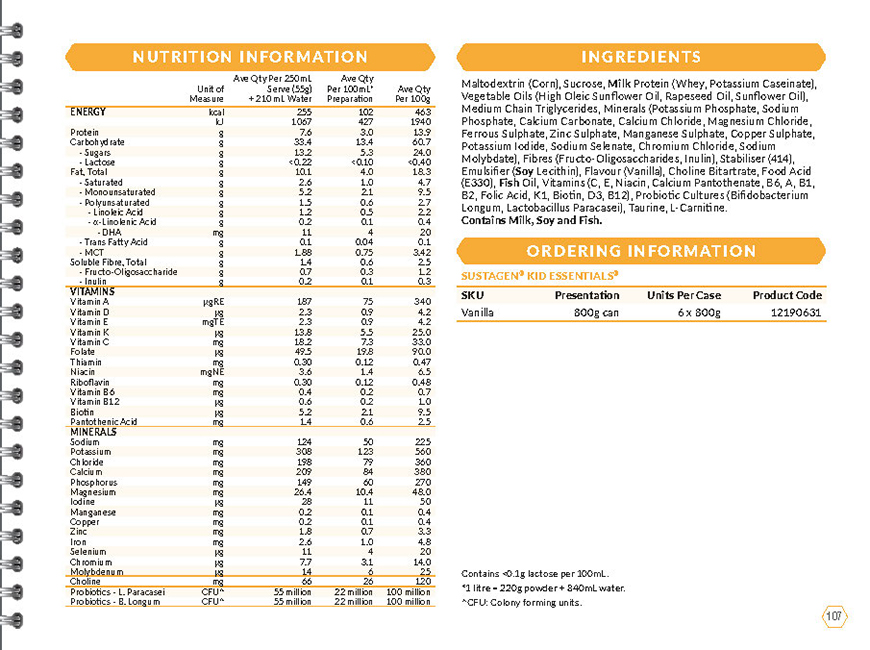 NUTRITION INFORMATION
Unit of Measure Ave Qty Per 250mL Serve (55g) + 210 mL Water Ave Qty Per 100mL* Preparation Ave Qty Per 100g
ENERGY kcal 255 102 463
kJ 1067 427 1940
Protein g 7.6 3.0 13.9
Carbohydrate g 33.4 13.4 60.7
- Sugars g 13.2 5.3 24.0
- Lactose g <0.22 <0.10 <0.40
Fat, Total g 10.1 4.0 18.3
- Saturated g 2.6 1.0 4.7
- Monounsaturated g 5.2 2.1 9.5
- Polyunsaturated g 1.5 0.6 2.7
- Linoleic Acid g 1.2 0.5 2.2
- α-Linolenic Acid g 0.2 0.1 0.4
- DHA mg 11 4 20
- Trans Fatty Acid g 0.1 0.04 0.1
- MCT g 1.88 0.75 3.42
Soluble Fibre, Total g 1.4 0.6 2.5
- Fructo-Oligosaccharide g 0.7 0.3 1.2
- Inulin g 0.2 0.1 0.3
VITAMINS
Vitamin A µgRE 187 75 340
Vitamin D µg 2.3 0.9 4.2
Vitamin E mgTE 2.3 0.9 4.2
Vitamin K µg 13.8 5.5 25.0
Vitamin C mg 18.2 7.3 33.0
Folate µg 49.5 19.8 90.0
Thiamin mg 0.30 0.12 0.47
Niacin mgNE 3.6 1.4 6.5
Riboflavin mg 0.30 0.12 0.48
Vitamin B6 mg 0.4 0.2 0.7
Vitamin B12 µg 0.6 0.2 1.0
Biotin µg 5.2 2.1 9.5
Pantothenic Acid mg 1.4 0.6 2.5
MINERALS
Sodium mg 124 50 225
Potassium mg 308 123 560
Chloride mg 198 79 360
Calcium mg 209 84 380
Phosphorus mg 149 60 270
Magnesium mg 26.4 10.4 48.0
Iodine µg 28 11 50
Manganese mg 0.2 0.1 0.4
Copper mg 0.2 0.1 0.4
Zinc mg 1.8 0.7 3.3
Iron mg 2.6 1.0 4.8
Selenium µg 11 4 20
Chromium µg 7.7 3.1 14.0
Molybdenum µg 14 6 25
Choline mg 66 26 120
Probiotics - L. Paracasei CFU^ 55 million 22 million 100 million
Probiotics - B. Longum CFU^ 55 million 22 million 100 million
INGREDIENTS
Maltodextrin (Corn), Sucrose, Milk Protein (Whey, Potassium Caseinate),
Vegetable Oils (High Oleic Sunflower Oil, Rapeseed Oil, Sunflower Oil),
Medium Chain Triglycerides, Minerals (Potassium Phosphate, Sodium
Phosphate, Calcium Carbonate, Calcium Chloride, Magnesium Chloride,
Ferrous Sulphate, Zinc Sulphate, Manganese Sulphate, Copper Sulphate,
Potassium Iodide, Sodium Selenate, Chromium Chloride, Sodium
Molybdate), Fibres (Fructo-Oligosaccharides, Inulin), Stabiliser (414),
Emulsifier (Soy Lecithin), Flavour (Vanilla), Choline Bitartrate, Food Acid
(E330), Fish Oil, Vitamins (C, E, Niacin, Calcium Pantothenate, B6, A, B1,
B2, Folic Acid, K1, Biotin, D3, B12), Probiotic Cultures (Bifidobacterium
Longum, Lactobacillus Paracasei), Taurine, L-Carnitine.
Contains Milk, Soy and Fish.
ORDERING INFORMATION
SUSTAGEN® KID ESSENTIALS®
SKU Presentation Units Per Case Product Code
Vanilla 800g can 6 x 800g 12190631
Contains <0.1g lactose per 100mL.
*1 litre = 220g powder + 840mL water.
^CFU: Colony forming units.
107